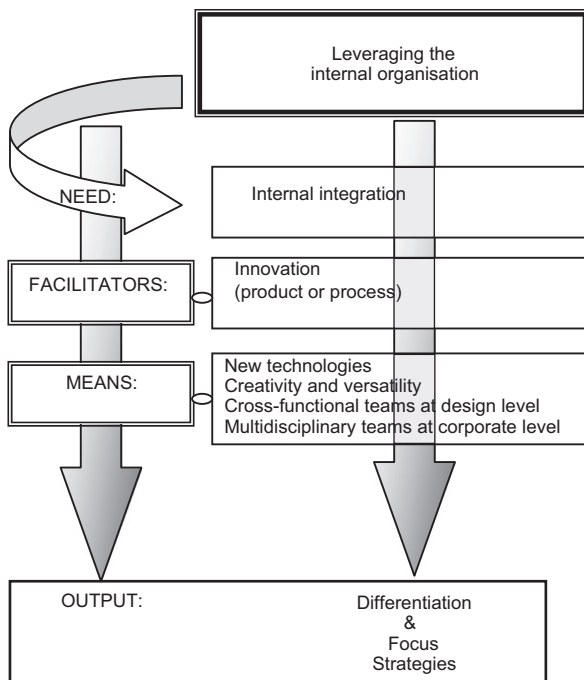 Leveraging the
internal organisation
NEED:
Internal integration
FACILITATORS:
Innovation
(product or process)
MEANS:
New technologies
Creativity and versatility
Cross-functional teams at design level
Multidisciplinary teams at corporate level
OUTPUT:
Differentiation
&
Focus
Strategies